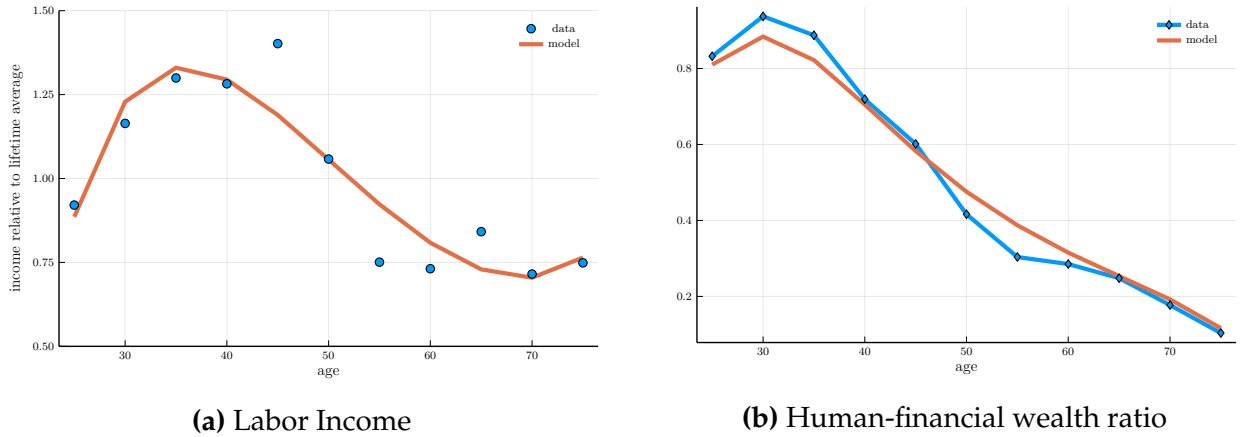 income relative to lifetime average
1.50
1.25
1.00
0.75
0.50
30
40
50
60
70
age
data
model
(a) Labor Income
0.8
0.6
0.4
0.2
30
40
50
60
70
age
data
model
(b) Human-financial wealth ratio